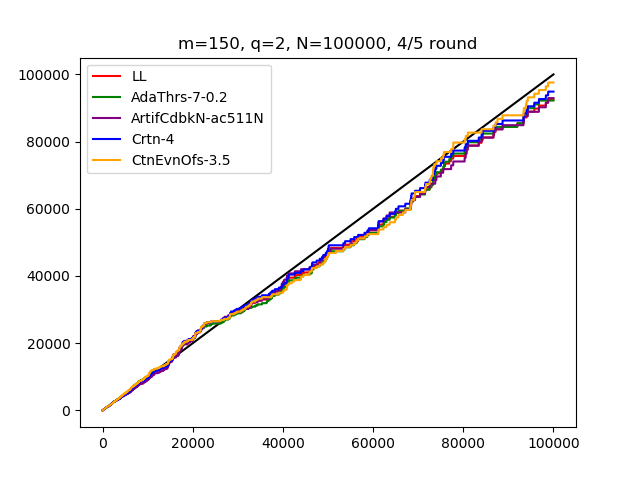 m=150, q=2, N=100000, 4/5 round
100000
80000
60000
40000
20000
0
LL
AdaThrs-7-0.2
ArtifCdbkN-ac511N
Crtn-4
CtnEvnOfs-3.5
0 20000 40000 60000 80000 100000